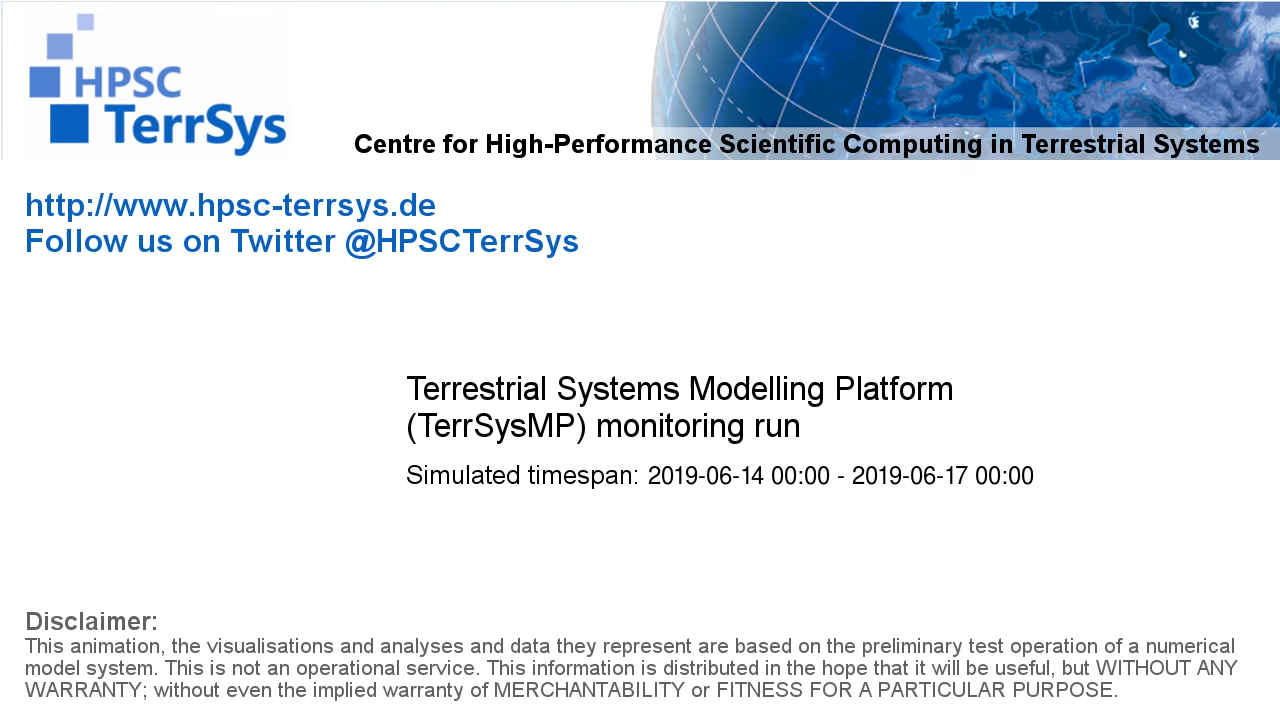 HPSC
TerrSys
Centre for High-Performance Scientific Computing in Terrestrial Systems
http://www.hpsc-terrsys.de
Follow us on Twitter @HPSCTerrSys
Terrestrial Systems Modelling Platform
(TerrSysMP) monitoring run
Simulated timespan: 2019-06-14 00:00 - 2019-06-17 00:00
Disclaimer:
This animation, the visualisations and analyses and data they represent are based on the preliminary test operation of a numerical
model system. This is not an operational service. This information is distributed in the hope that it will be useful, but WITHOUT ANY
WARRANTY; without even the implied warranty of MERCHANTABILITY or FITNESS FOR A PARTICULAR PURPOSE.